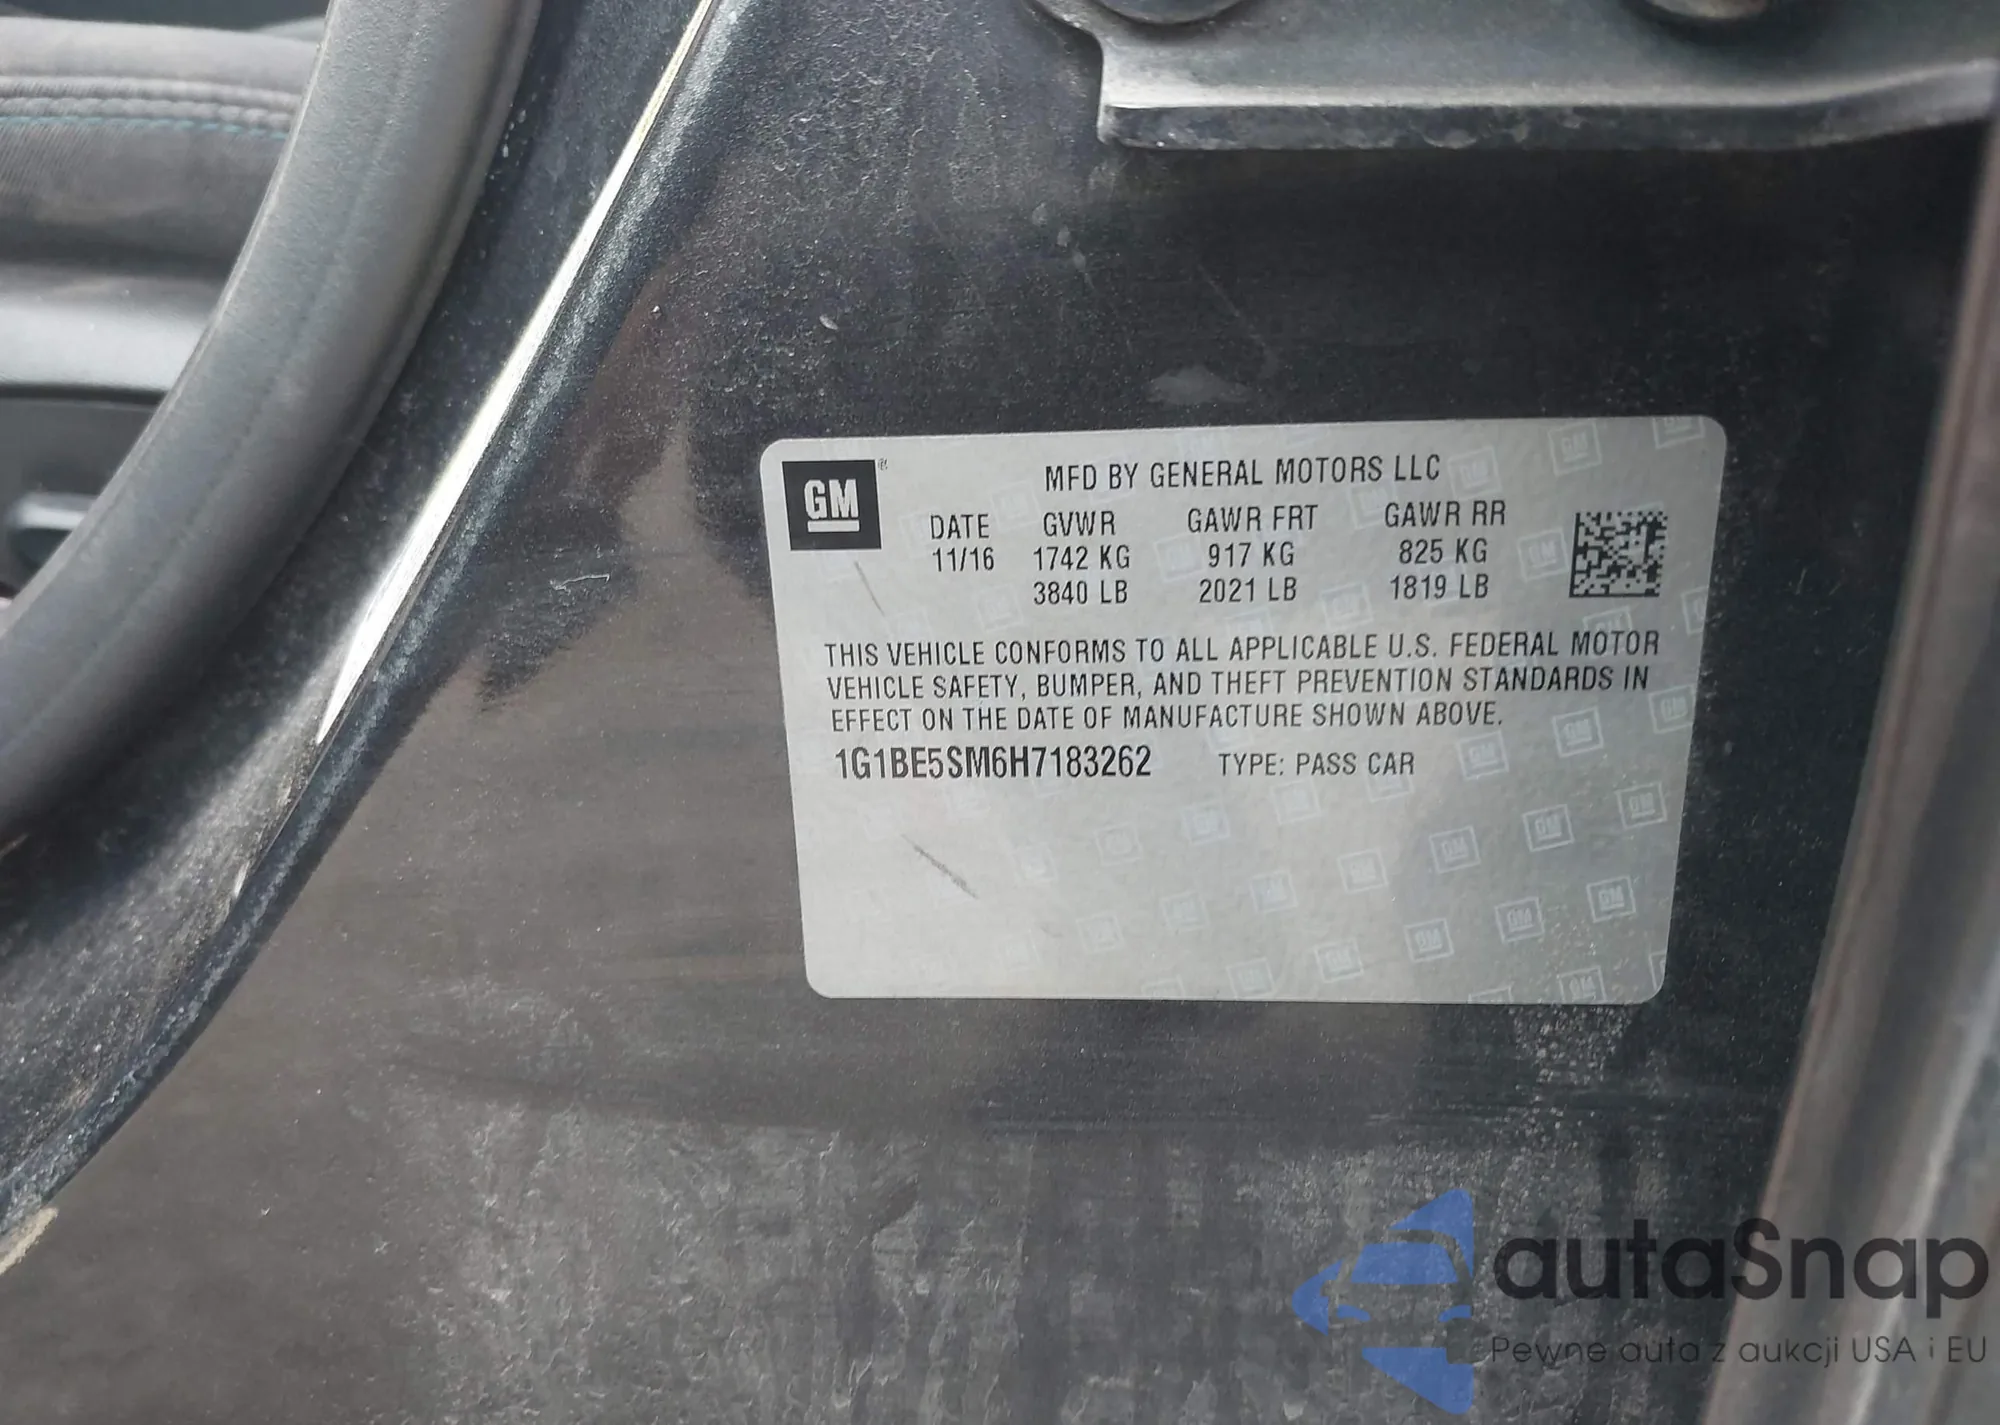 GM
MFD BY GENERAL MOTORS LLC
DATE GVWR GAWR FRT GAWR RR
11/16 1742 KG 917 KG 825 KG
3840 LB 2021 LB 1819 LB
THIS VEHICLE CONFORMS TO ALL APPLICABLE U.S. FEDERAL MOTOR
VEHICLE SAFETY, BUMPER, AND THEFT PREVENTION STANDARDS IN
EFFECT ON THE DATE OF MANUFACTURE SHOWN ABOVE.
1G1BE5SM6H7183262 TYPE: PASS CAR
autaSnap
Pewne auta z aukcji USA i EU